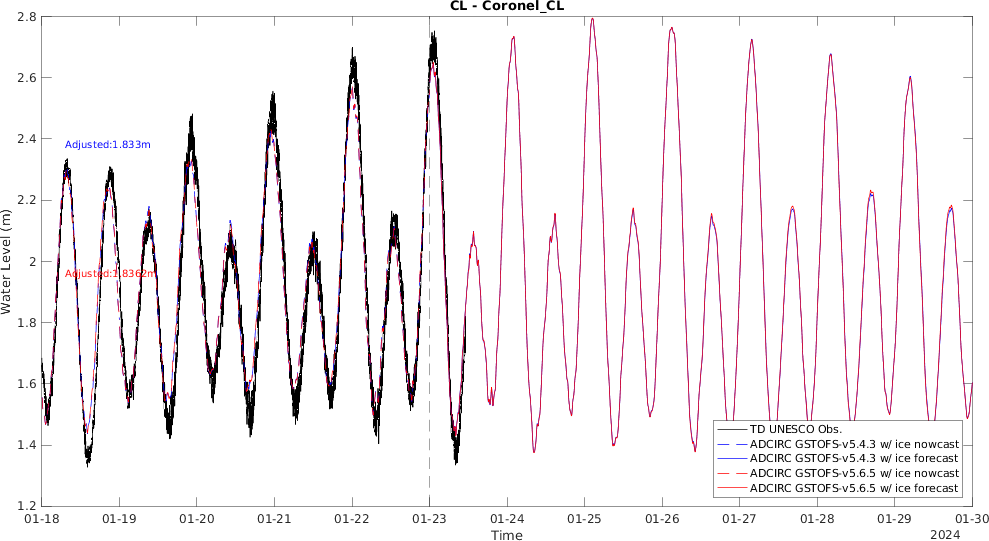 CL - Coronel_CL
2.8
2.6
2.4
2.2
2
1.8
1.6
1.4
1.2
Water Level (m)
Adjusted:1.833m
Adjusted:1.8362m
TD UNESCO Obs.
ADCIRC GSTOFS-v5.4.3 w/ ice nowcast
ADCIRC GSTOFS-v5.4.3 w/ ice forecast
ADCIRC GSTOFS-v5.6.5 w/ ice nowcast
ADCIRC GSTOFS-v5.6.5 w/ ice forecast
01-18 01-19 01-20 01-21 01-22 01-23 01-24 01-25 01-26 01-27 01-28 01-29 01-30
Time
2024